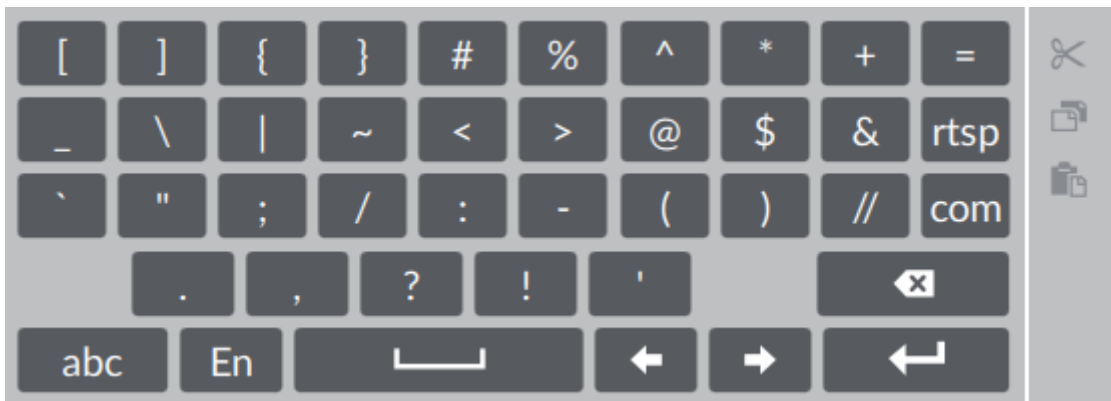 [ ] { } # % ^ * + =
_ \ | ~ < > @ $ & rtsp
` " ; / : - ( ) // com
. , ? ! '
abc En